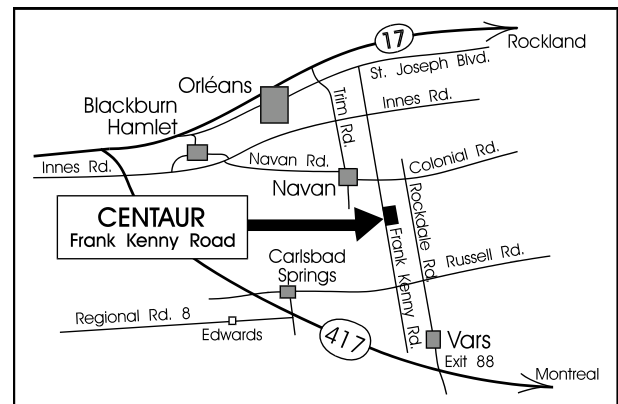 17
Rockland
St. Joseph Blvd.
Orléans
Trim Rd.
Innes Rd.
Blackburn
Hamlet
Innes Rd.
Navan Rd.
Colonial Rd.
Navan
Rockdale Rd.
CENTAUR
Frank Kenny Road
Frank Kenny Rd.
Carlsbad
Springs
Russell Rd.
Regional Rd. 8
Edwards
417
Vars
Exit 88
Montreal